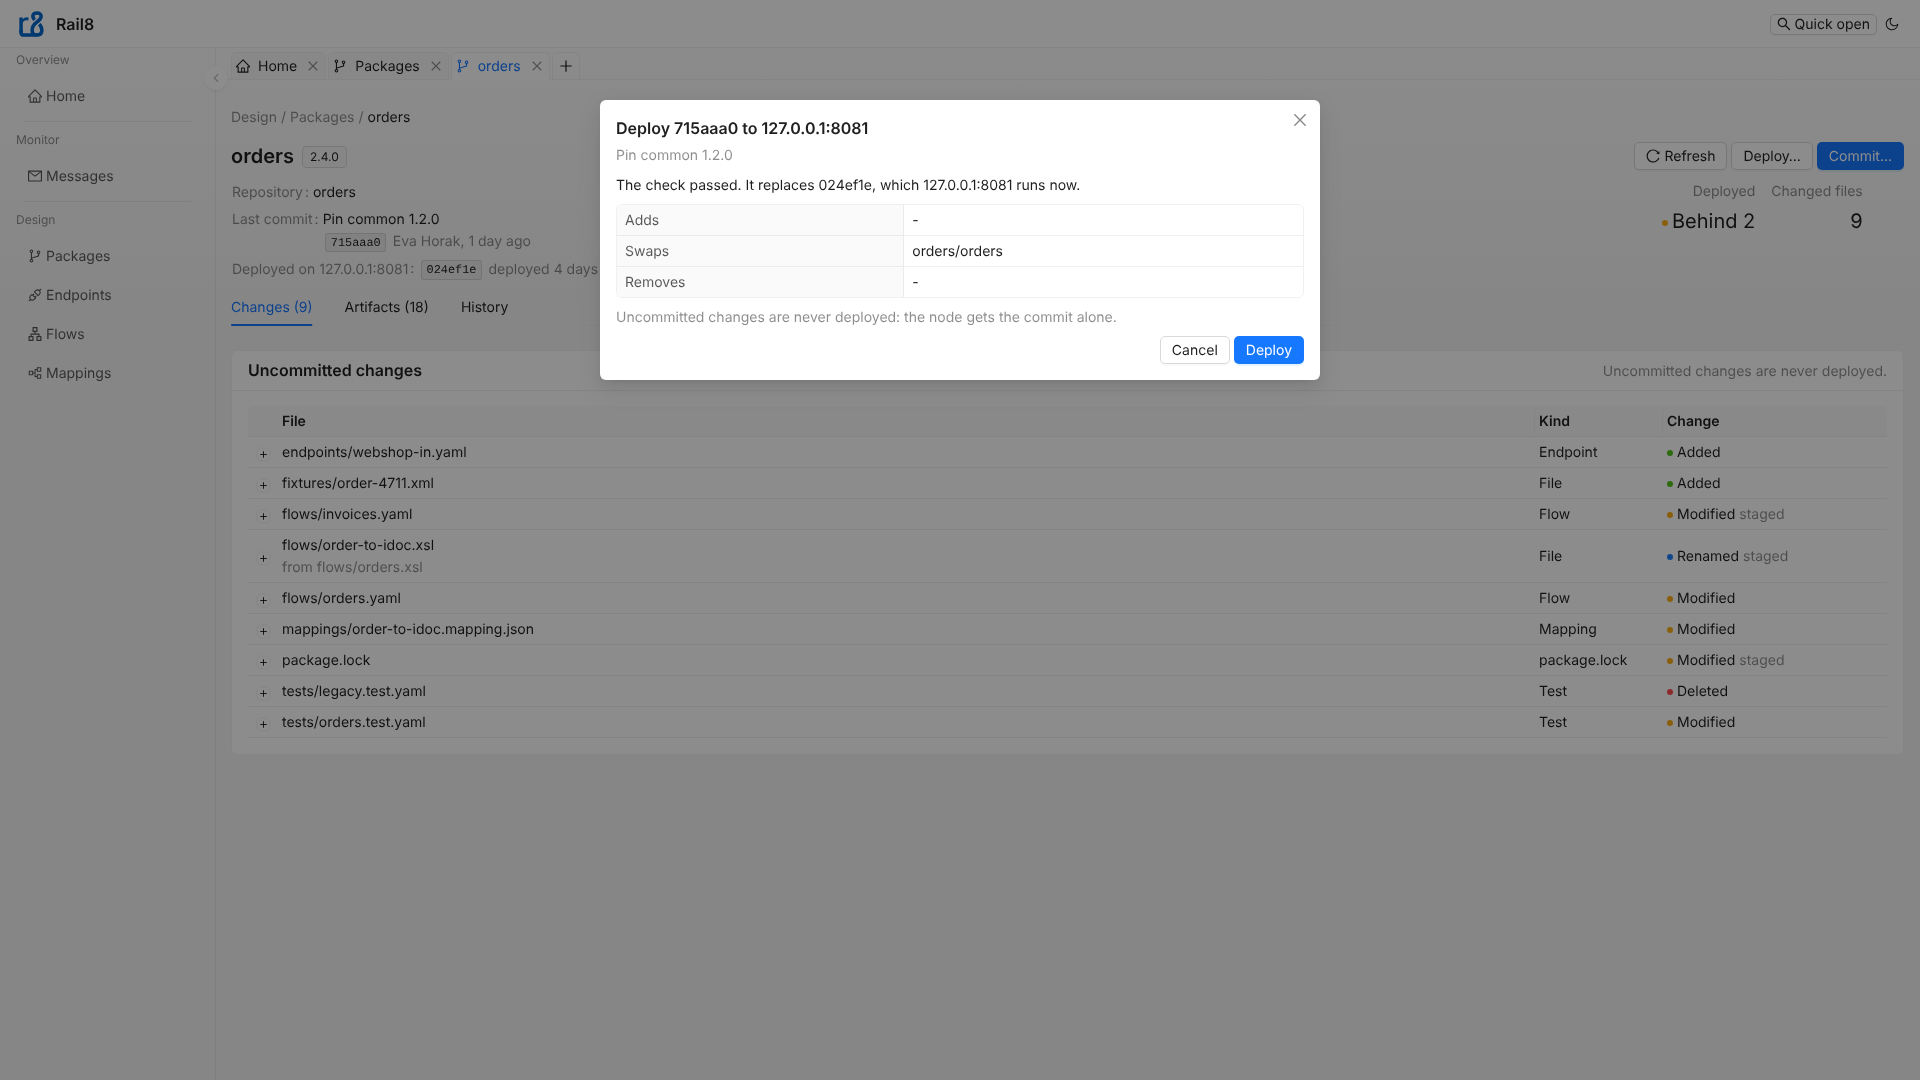 Rail8
Quick open
Overview
Home
Monitor
Messages
Design
Packages
Endpoints
Flows
Mappings
Home
Packages
orders
Design / Packages / orders
orders 2.4.0
Refresh
Deploy...
Commit...
Repository: orders
Last commit: Pin common 1.2.0
715aaa0 Eva Horak, 1 day ago
Deployed on 127.0.0.1:8081: 024ef1e deployed 4 days
Deployed
Behind 2
Changed files
9
Changes (9)
Artifacts (18)
History
Deploy 715aaa0 to 127.0.0.1:8081
Pin common 1.2.0
The check passed. It replaces 024ef1e, which 127.0.0.1:8081 runs now.
Adds -
Swaps orders/orders
Removes -
Uncommitted changes are never deployed: the node gets the commit alone.
Cancel
Deploy
Uncommitted changes
Uncommitted changes are never deployed.
File Kind Change
+ endpoints/webshop-in.yaml Endpoint Added
+ fixtures/order-4711.xml File Added
+ flows/invoices.yaml Flow Modified staged
+ flows/order-to-idoc.xsl File Renamed staged
from flows/orders.xsl
+ flows/orders.yaml Flow Modified
+ mappings/order-to-idoc.mapping.json Mapping Modified
+ package.lock package.lock Modified staged
+ tests/legacy.test.yaml Test Deleted
+ tests/orders.test.yaml Test Modified